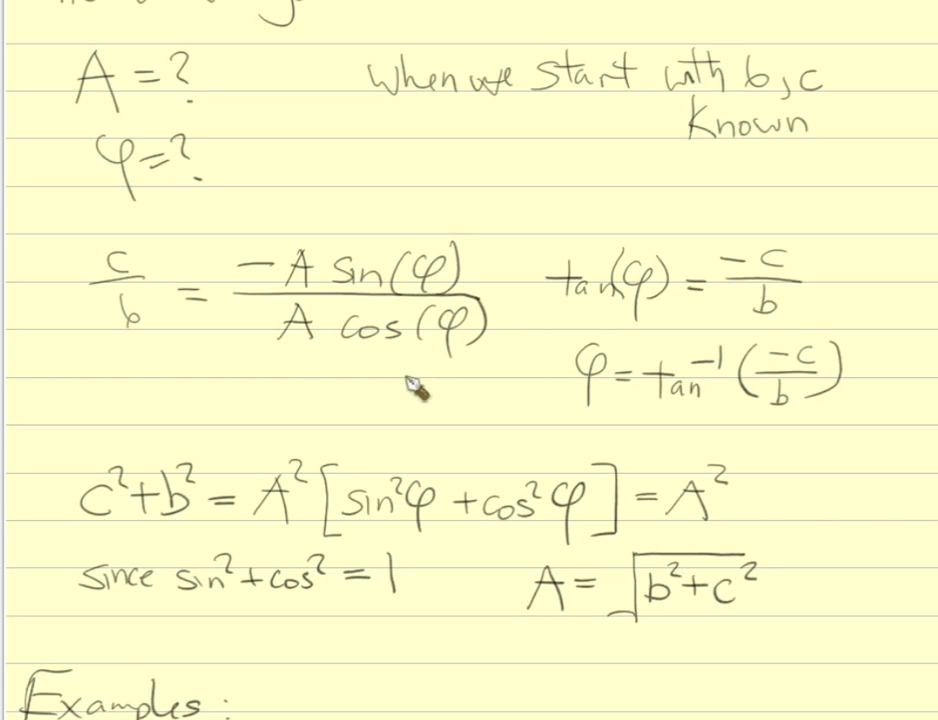 A = ? When we start with b, c
Known
φ = ?
c/b = -A sin(φ) / A cos(φ) tan(φ) = -c/b
φ = tan⁻¹(-c/b)
c² + b² = A² [sin²φ + cos²φ] = A²
since sin² + cos² = 1 A = √(b² + c²)
Examples: